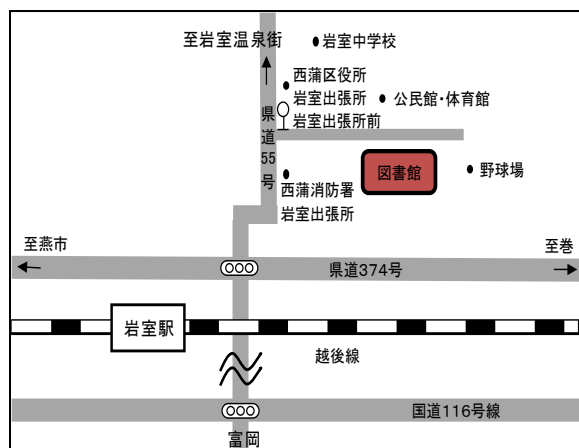 至岩室温泉街
岩室中学校
西蒲区役所
岩室出張所
公民館・体育館
岩室出張所前
県道55号
図書館
野球場
西蒲消防署
岩室出張所
至燕市
至巻
県道374号
岩室駅
越後線
国道116号線
富岡